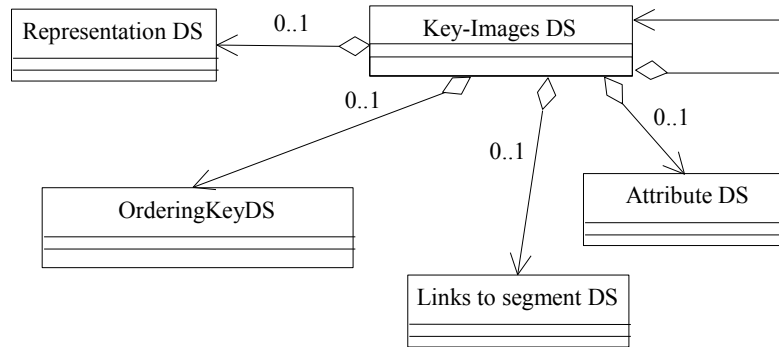 Representation DS
0..1
Key-Images DS
0..1
0..1
0..1
OrderingKeyDS
Attribute DS
Links to segment DS